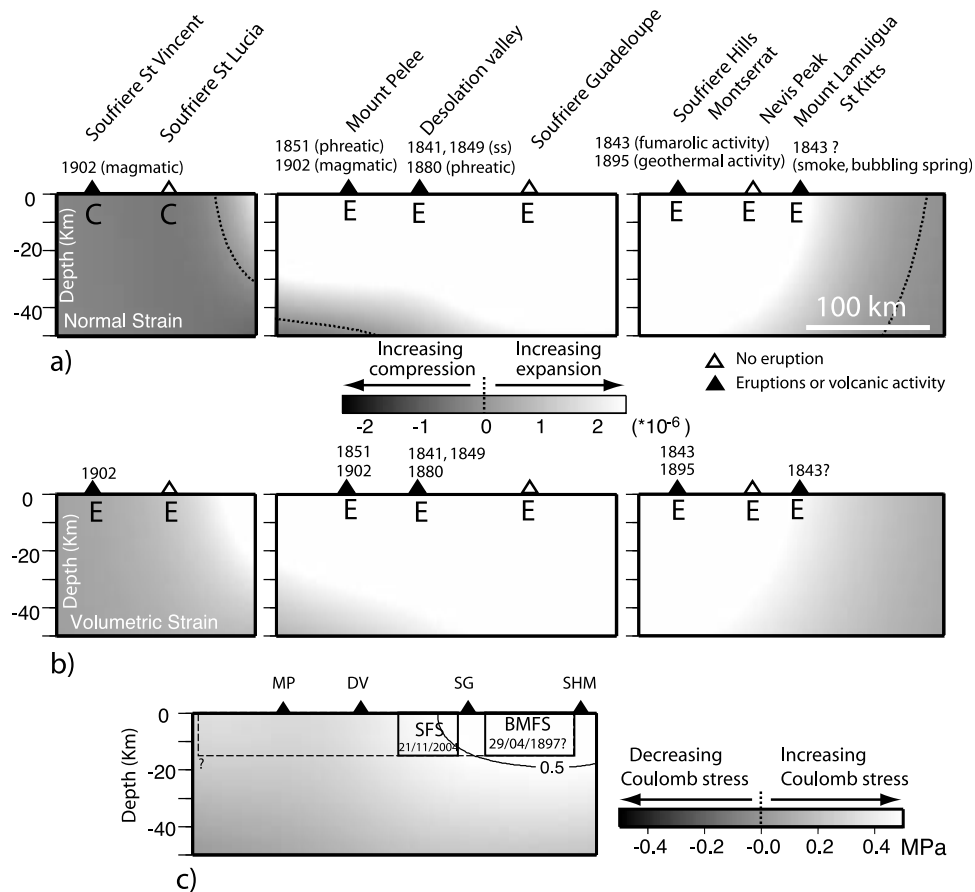 Soufriere St Vincent
Soufriere St Lucia
Mount Pelee
Desolation valley
Soufriere Guadeloupe
Soufriere Hills
Montserrat
Nevis Peak
Mount Lamuigua
St Kitts
1902 (magmatic)
1851 (phreatic)
1902 (magmatic)
1841, 1849 (ss)
1880 (phreatic)
1843 (fumarolic activity)
1895 (geothermal activity)
1843 ?
(smoke, bubbling spring)
0
-20
-40
Depth (Km)
C C E E E E E E
Normal Strain
100 km
a)
Increasing
compression
Increasing
expansion
No eruption
Eruptions or volcanic activity
-2 -1 0 1 2 (*10-6)
1902
1851
1902
1841, 1849
1880
1843
1895
1843?
0
-20
-40
Depth (Km)
E E E E E E E E
Volumetric Strain
b)
MP DV SG SHM
0
-20
-40
Depth (Km)
SFS
21/11/2004
BMFS
29/04/1897?
?
0.5
c)
Decreasing
Coulomb stress
Increasing
Coulomb stress
-0.4 -0.2 -0.0 0.2 0.4 MPa